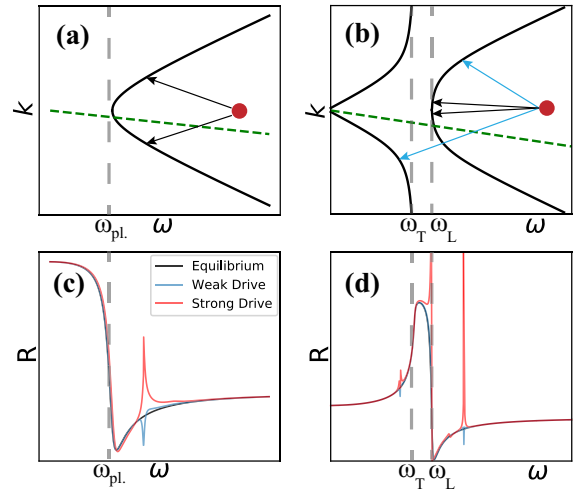 (a)
k
ω_pl.
ω
(b)
k
ω_T
ω_L
ω
(c)
Equilibrium
Weak Drive
Strong Drive
R
ω_pl.
ω
(d)
R
ω_T
ω_L
ω